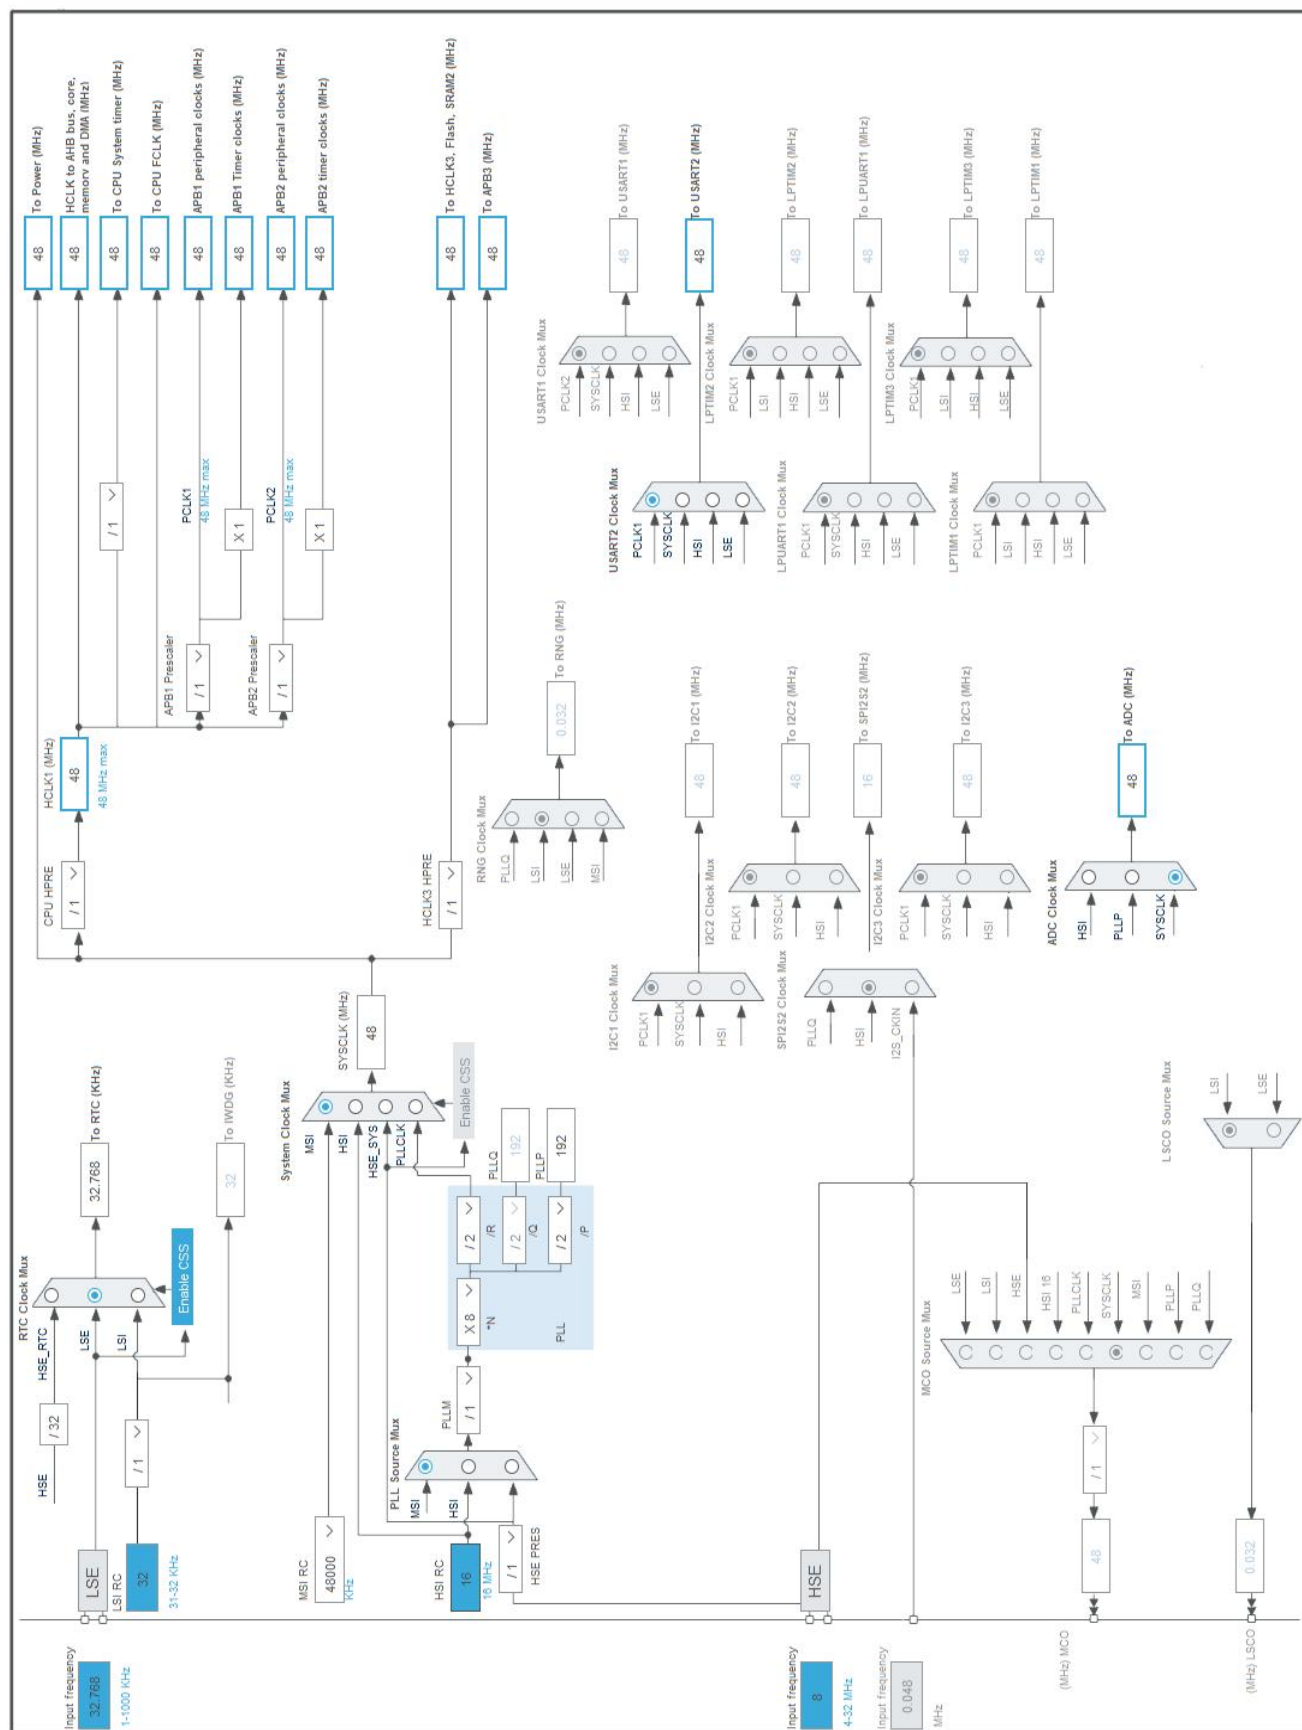 Input frequency
32.768
1-1000 KHz
LSE
LSI RC
32
31-32 KHz
HSE
/ 32
HSE_RTC
/ 1
LSE
LSI
RTC Clock Mux
Enable CSS
32.768
To RTC (KHz)
32
To IWDG (KHz)
MSI RC
48000
KHz
HSI RC
16
16 MHz
/ 1
HSE PRES
PLL Source Mux
MSI
HSI
PLLM
/ 1
X 8
*N
PLL
/ 2
/R
/ 2
/Q
/ 2
/P
PLLQ
192
PLLP
192
System Clock Mux
MSI
HSI
HSE_SYS
PLLCLK
Enable CSS
SYSCLK (MHz)
48
CPU HPRE
/ 1
HCLK1 (MHz)
48
48 MHz max
HCLK3 HPRE
/ 1
APB1 Prescaler
/ 1
APB2 Prescaler
/ 1
/ 1
PCLK1
48 MHz max
X 1
PCLK2
48 MHz max
X 1
48
To Power (MHz)
48
HCLK to AHB bus, core,
memory and DMA (MHz)
48
To CPU System timer (MHz)
48
To CPU FCLK (MHz)
48
APB1 peripheral clocks (MHz)
48
APB1 Timer clocks (MHz)
48
APB2 peripheral clocks (MHz)
48
APB2 timer clocks (MHz)
48
To HCLK3, Flash, SRAM2 (MHz)
48
To APB3 (MHz)
RNG Clock Mux
PLLQ
LSI
LSE
MSI
0.032
To RNG (MHz)
USART1 Clock Mux
PCLK2
SYSCLK
HSI
LSE
48
To USART1 (MHz)
USART2 Clock Mux
PCLK1
SYSCLK
HSI
LSE
48
To USART2 (MHz)
LPTIM2 Clock Mux
PCLK1
LSI
HSI
LSE
48
To LPTIM2 (MHz)
LPUART1 Clock Mux
PCLK1
SYSCLK
HSI
LSE
48
To LPUART1 (MHz)
LPTIM3 Clock Mux
PCLK1
LSI
HSI
LSE
48
To LPTIM3 (MHz)
LPTIM1 Clock Mux
PCLK1
LSI
HSI
LSE
48
To LPTIM1 (MHz)
I2C1 Clock Mux
PCLK1
SYSCLK
HSI
48
To I2C1 (MHz)
I2C2 Clock Mux
PCLK1
SYSCLK
HSI
48
To I2C2 (MHz)
SPI2S2 Clock Mux
PLLQ
HSI
I2S_CKIN
16
To SPI2S2 (MHz)
I2C3 Clock Mux
PCLK1
SYSCLK
HSI
48
To I2C3 (MHz)
ADC Clock Mux
HSI
PLLP
SYSCLK
48
To ADC (MHz)
Input frequency
8
4-32 MHz
HSE
Input frequency
0.048
MHz
MCO Source Mux
LSE
LSI
HSE
HSI 16
PLLCLK
SYSCLK
MSI
PLLP
PLLQ
/ 1
48
(MHz) MCO
LSCO Source Mux
LSI
LSE
0.032
(MHz) LSCO